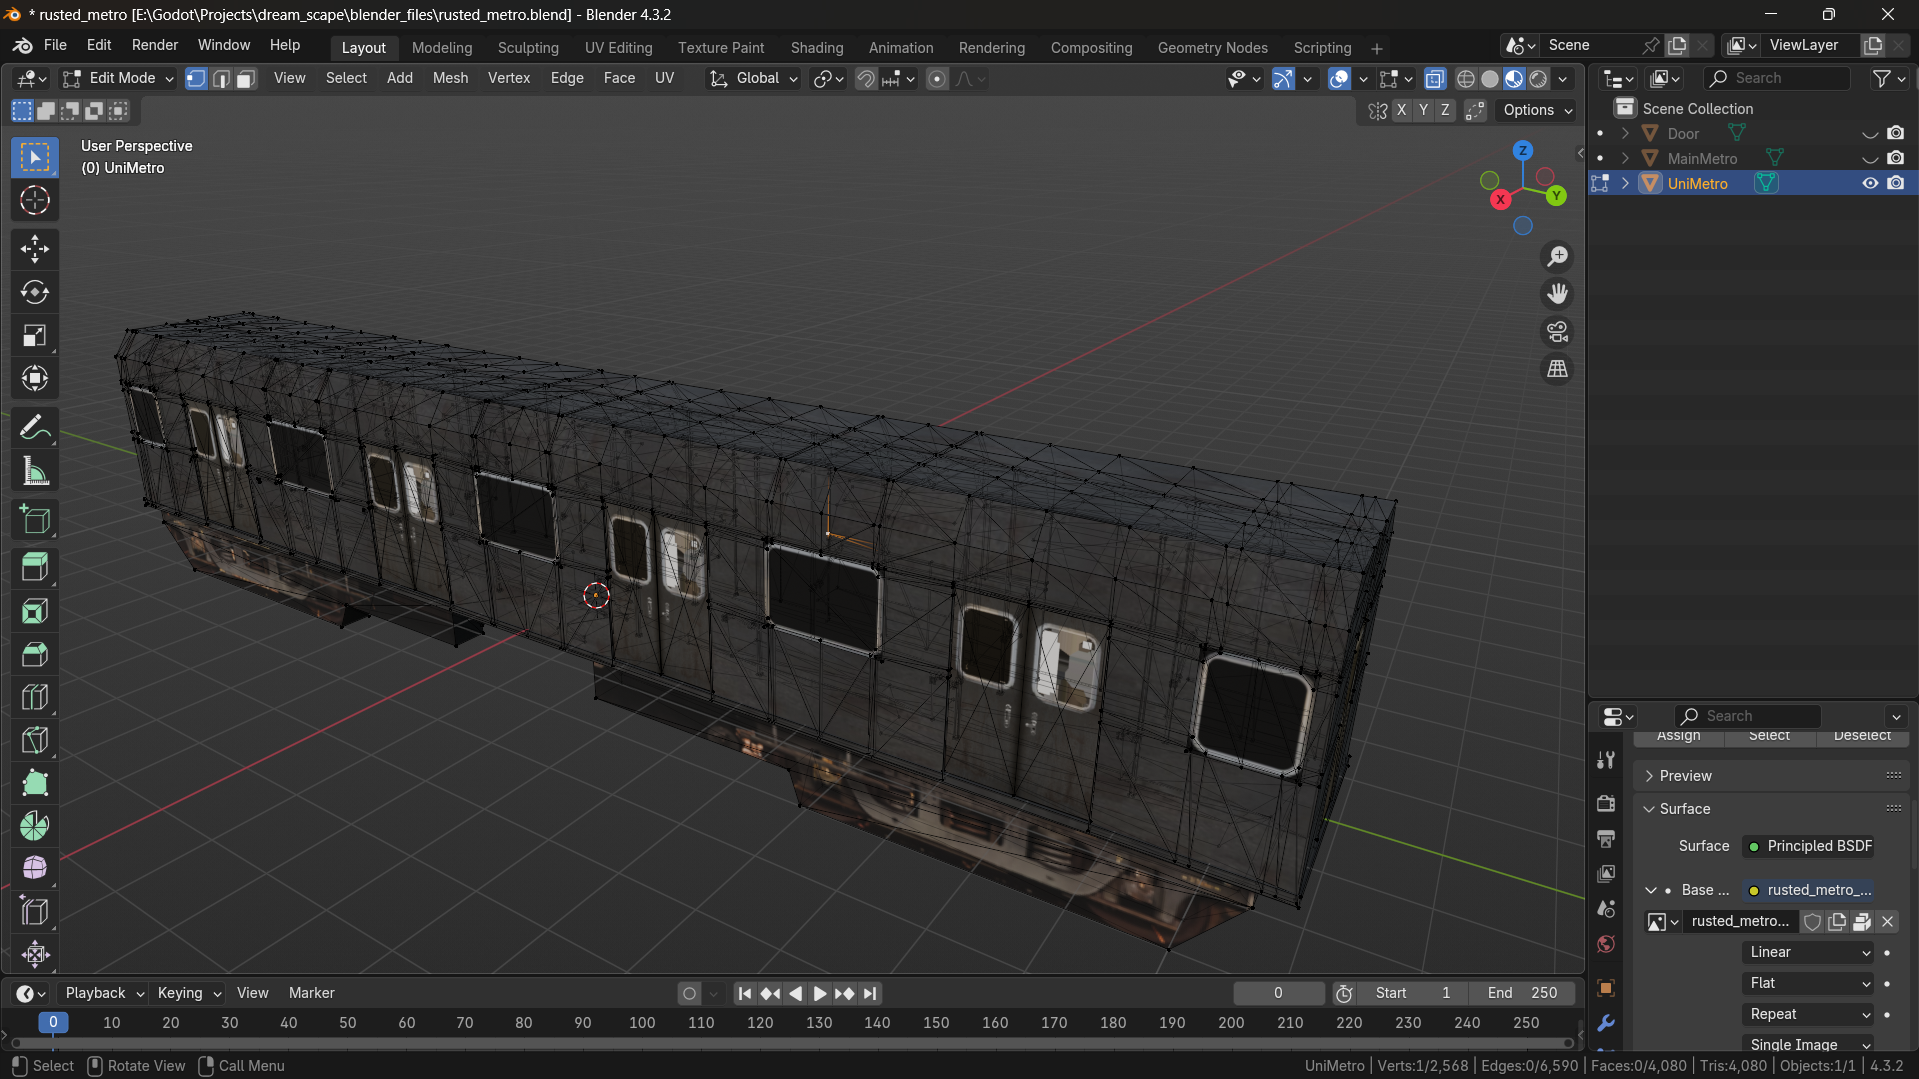 * rusted_metro [E:\Godot\Projects\dream_scape\blender_files\rusted_metro.blend] - Blender 4.3.2
File Edit Render Window Help
Layout Modeling Sculpting UV Editing Texture Paint Shading Animation Rendering Compositing Geometry Nodes Scripting +
Scene
ViewLayer
Edit Mode View Select Add Mesh Vertex Edge Face UV Global
Search
X Y Z Options
User Perspective
(0) UniMetro
Z
Y
X
Scene Collection
Door
MainMetro
UniMetro
Search
Assign Select Deselect
Preview
Surface
Surface Principled BSDF
Base ... rusted_metro_...
rusted_metro...
Linear
Flat
Repeat
Single Image
Playback Keying View Marker
0 Start 1 End 250
0 10 20 30 40 50 60 70 80 90 100 110 120 130 140 150 160 170 180 190 200 210 220 230 240 250
Select Rotate View Call Menu
UniMetro | Verts:1/2,568 | Edges:0/6,590 | Faces:0/4,080 | Tris:4,080 | Objects:1/1 | 4.3.2